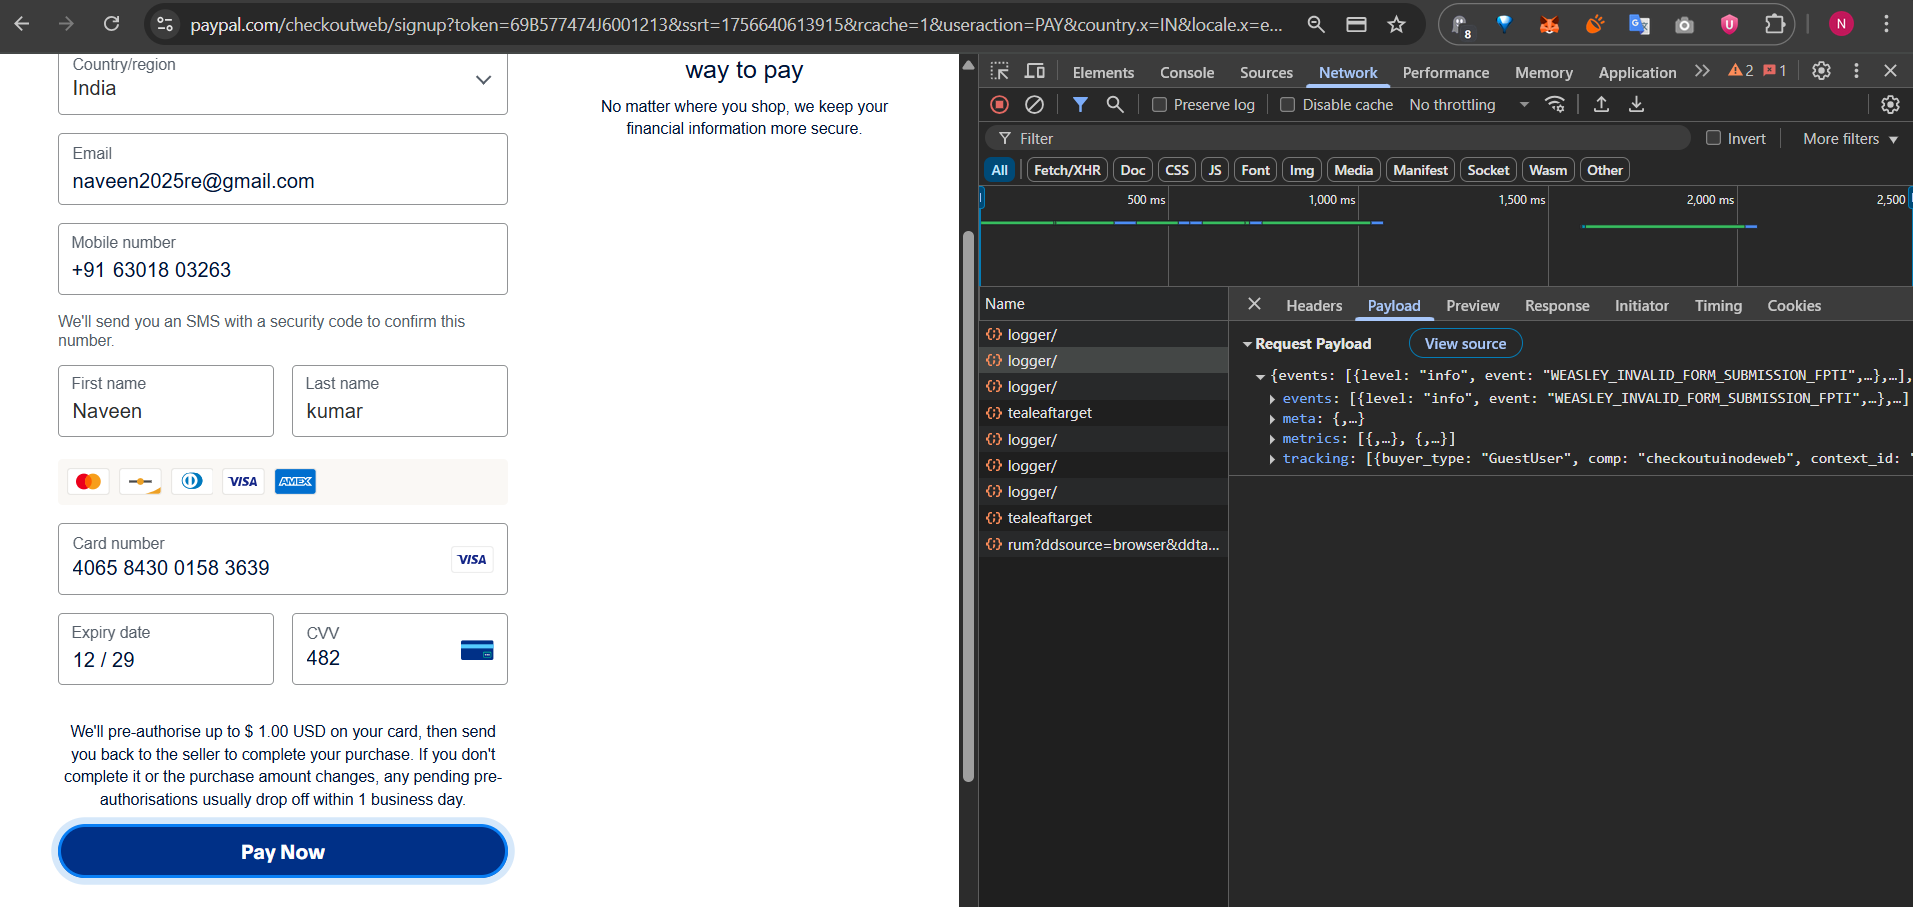 paypal.com/checkoutweb/signup?token=69B577474J6001213&ssrt=1756640613915&rcache=1&useraction=PAY&country.x=IN&locale.x=e...
8
N
Country/region
India
Email
naveen2025re@gmail.com
Mobile number
+91 63018 03263
We'll send you an SMS with a security code to confirm this
number.
First name
Naveen
Last name
kumar
VISA
AMEX
Card number
4065 8430 0158 3639
VISA
Expiry date
12 / 29
CVV
482
We'll pre-authorise up to $ 1.00 USD on your card, then send
you back to the seller to complete your purchase. If you don't
complete it or the purchase amount changes, any pending pre-
authorisations usually drop off within 1 business day.
Pay Now
way to pay
No matter where you shop, we keep your
financial information more secure.
Elements Console Sources Network Performance Memory Application 2 1
Preserve log Disable cache No throttling
Filter Invert More filters
All Fetch/XHR Doc CSS JS Font Img Media Manifest Socket Wasm Other
500 ms 1,000 ms 1,500 ms 2,000 ms 2,500
Name
logger/
logger/
logger/
tealeaftarget
logger/
logger/
logger/
tealeaftarget
rum?ddsource=browser&ddta...
Headers Payload Preview Response Initiator Timing Cookies
Request Payload View source
{events: [{level: "info", event: "WEASLEY_INVALID_FORM_SUBMISSION_FPTI",…},…],
events: [{level: "info", event: "WEASLEY_INVALID_FORM_SUBMISSION_FPTI",…},…]
meta: {,…}
metrics: [{,…}, {,…}]
tracking: [{buyer_type: "GuestUser", comp: "checkoutuinodeweb", context_id: "